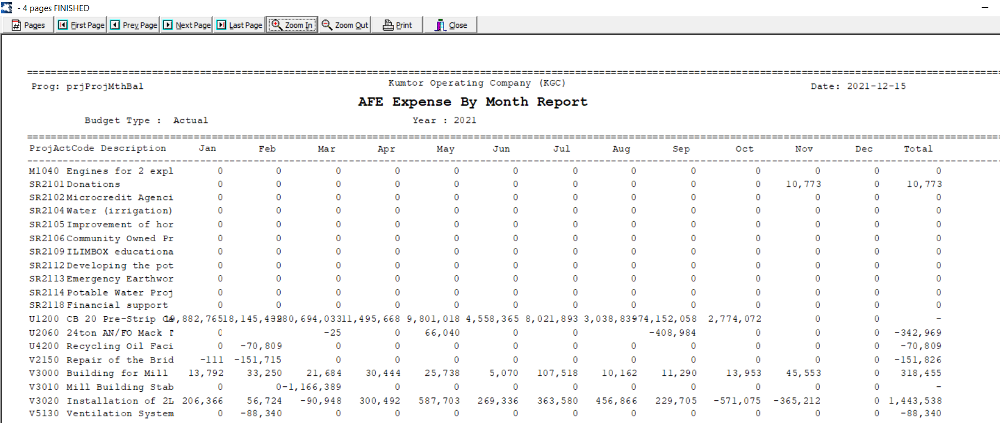 - 4 pages FINISHED
Pages First Page Prev Page Next Page Last Page Zoom In Zoom Out Print Close
Prog: prjProjMthBal Kumtor Operating Company (KGC) Date: 2021-12-15
AFE Expense By Month Report
Budget Type : Actual Year : 2021
ProjActCode Description Jan Feb Mar Apr May Jun Jul Aug Sep Oct Nov Dec Total
M1040 Engines for 2 expl 0 0 0 0 0 0 0 0 0 0 0 0 0
SR2101 Donations 0 0 0 0 0 0 0 0 0 0 10,773 0 10,773
SR2102 Microcredit Agenci 0 0 0 0 0 0 0 0 0 0 0 0 0
SR2104 Water (irrigation) 0 0 0 0 0 0 0 0 0 0 0 0 0
SR2105 Improvement of hor 0 0 0 0 0 0 0 0 0 0 0 0 0
SR2106 Community Owned Pr 0 0 0 0 0 0 0 0 0 0 0 0 0
SR2109 ILIMBOX educationa 0 0 0 0 0 0 0 0 0 0 0 0 0
SR2112 Developing the pot 0 0 0 0 0 0 0 0 0 0 0 0 0
SR2113 Emergency Earthwor 0 0 0 0 0 0 0 0 0 0 0 0 0
SR2114 Potable Water Proj 0 0 0 0 0 0 0 0 0 0 0 0 0
SR2118 Financial support 0 0 0 0 0 0 0 0 0 0 0 0 0
U1200 CB 20 Pre-Strip 11,495,668 9,801,018 4,558,365 8,021,893 2,774,072 0 0 -
U2060 24ton AN/FO Mack -25 0 66,040 0 0 -408,984 0 0 0 -342,969
U4200 Recycling Oil Faci 0 -70,809 0 0 0 0 0 0 0 0 0 0 -70,809
V2150 Repair of the Brid -111 -151,715 0 0 0 0 0 0 0 0 0 0 -151,826
V3000 Building for Mill 13,792 33,250 21,684 30,444 25,738 5,070 107,518 10,162 11,290 13,953 45,553 0 318,455
V3010 Mill Building Stab 0 0 -1,166,389 0 0 0 0 0 0 0 0 0 -
V3020 Installation of 2L 206,366 56,724 -90,948 300,492 587,703 269,336 363,580 456,866 229,705 -571,075 -365,212 0 1,443,538
V5130 Ventilation System 0 -88,340 0 0 0 0 0 0 0 0 0 0 -88,340